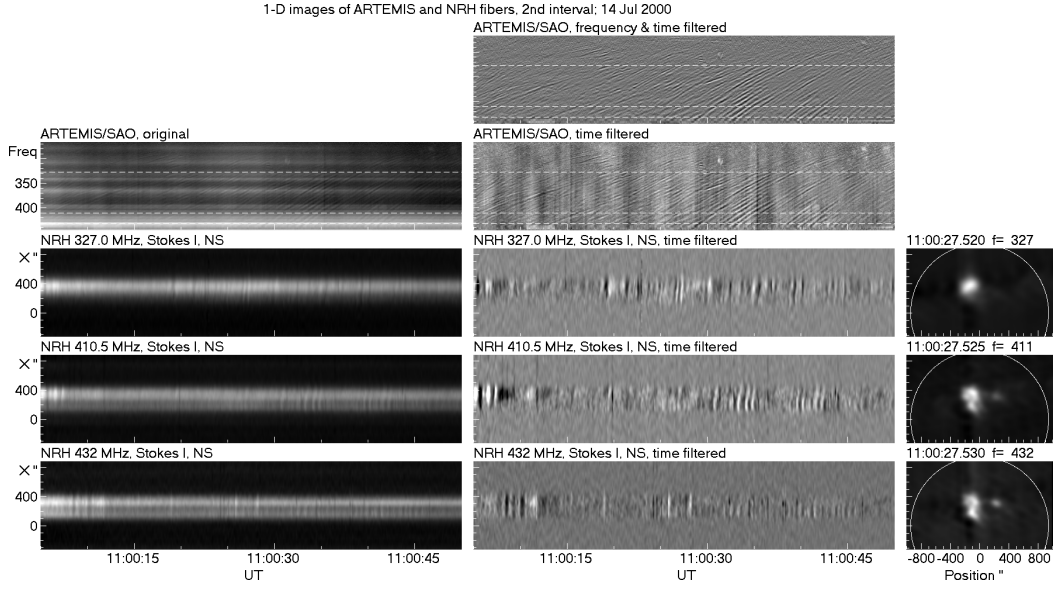 1-D images of ARTEMIS and NRH fibers, 2nd interval; 14 Jul 2000
ARTEMIS/SAO, frequency & time filtered
ARTEMIS/SAO, original
ARTEMIS/SAO, time filtered
Freq
350
400
NRH 327.0 MHz, Stokes I, NS
NRH 327.0 MHz, Stokes I, NS, time filtered
11:00:27.520 f= 327
X"
400
0
NRH 410.5 MHz, Stokes I, NS
NRH 410.5 MHz, Stokes I, NS, time filtered
11:00:27.525 f= 411
X"
400
0
NRH 432 MHz, Stokes I, NS
NRH 432 MHz, Stokes I, NS, time filtered
11:00:27.530 f= 432
X"
400
0
11:00:15 11:00:30 11:00:45
11:00:15 11:00:30 11:00:45
-800 -400 0 400 800
UT
UT
Position "